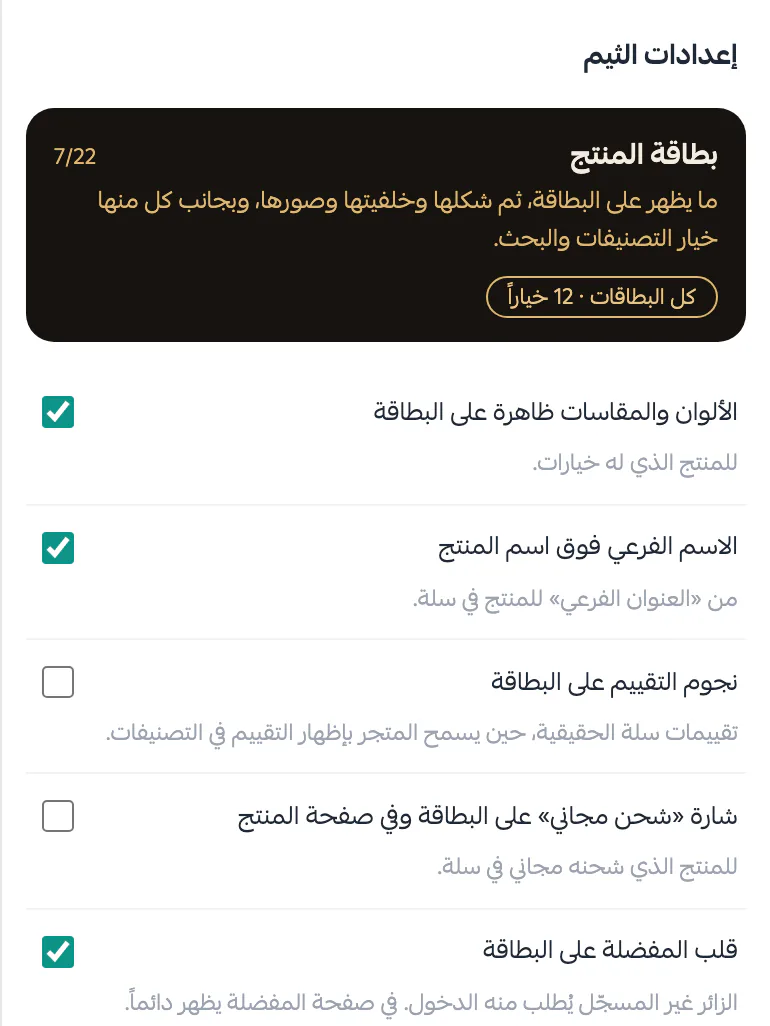 إعدادات الثيم
بطاقة المنتج
7/22
ما يظهر على البطاقة، ثم شكلها وخلفيتها وصورها، وبجانب كل منها
خيار التصنيفات والبحث.
كل البطاقات · 12 خياراً
الألوان والمقاسات ظاهرة على البطاقة
للمنتج الذي له خيارات.
الاسم الفرعي فوق اسم المنتج
من «العنوان الفرعي» للمنتج في سلة.
نجوم التقييم على البطاقة
تقييمات سلة الحقيقية، حين يسمح المتجر بإظهار التقييم في التصنيفات.
شارة «شحن مجاني» على البطاقة وفي صفحة المنتج
للمنتج الذي شحنه مجاني في سلة.
قلب المفضلة على البطاقة
الزائر غير المسجّل يُطلب منه الدخول. في صفحة المفضلة يظهر دائماً.